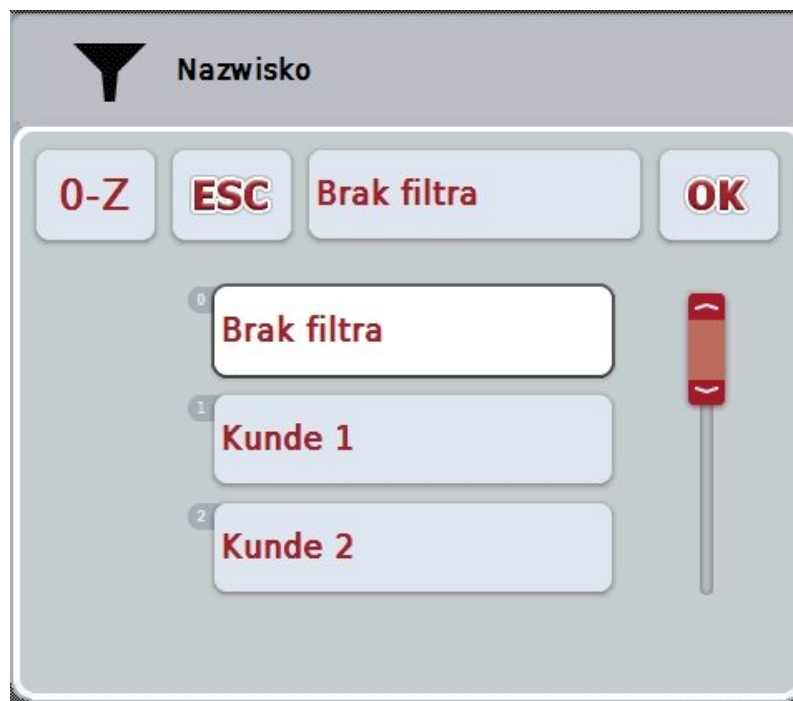 Nazwisko
0-Z ESC Brak filtra OK
0
Brak filtra
1
Kunde 1
2
Kunde 2